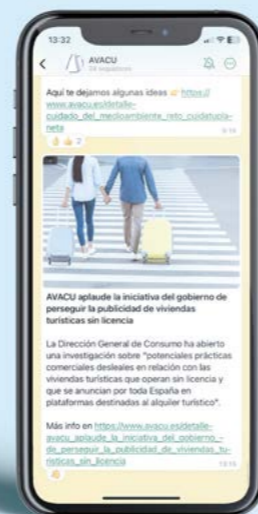 13:32
AVACU
Aquí te dejamos algunas ideas 👉 https://
www.avacu.es/detalle-
cuidado_del_medioambiente_reto_cuidatupla-
neta
2
AVACU aplaude la iniciativa del gobierno de
perseguir la publicidad de viviendas
turísticas sin licencia
La Dirección General de Consumo ha abierto
una investigación sobre "potenciales prácticas
comerciales desleales en relación con las
viviendas turísticas que operan sin licencia y
que se anuncian por toda España en
plataformas destinadas al alquiler turístico".
Más info en https://www.avacu.es/detalle-
avacu_aplaude_la_iniciativa_del_gobierno_-
de_perseguir_la_publicidad_de_viviendas_tu-
risticas_sin_licencia